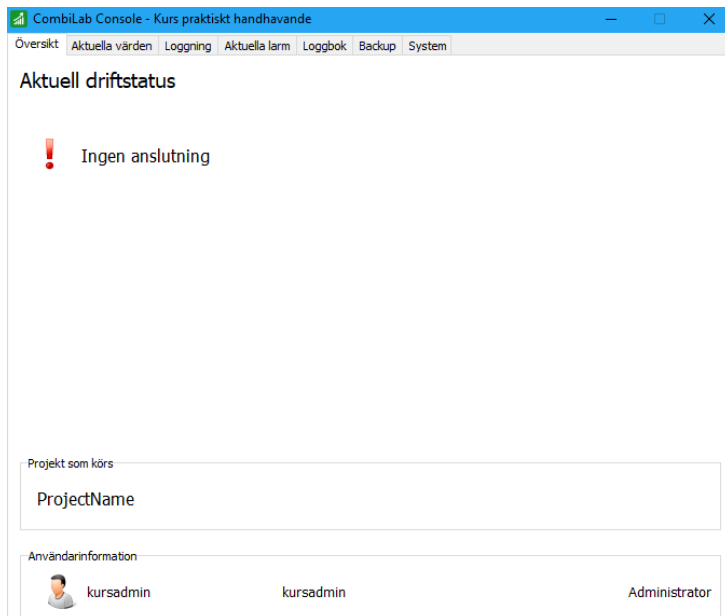 CombiLab Console - Kurs praktiskt handhavande
Översikt Aktuella värden Loggning Aktuella larm Loggbok Backup System
Aktuell driftstatus
Ingen anslutning
Projekt som körs
ProjectName
Användarinformation
kursadmin kursadmin Administrator